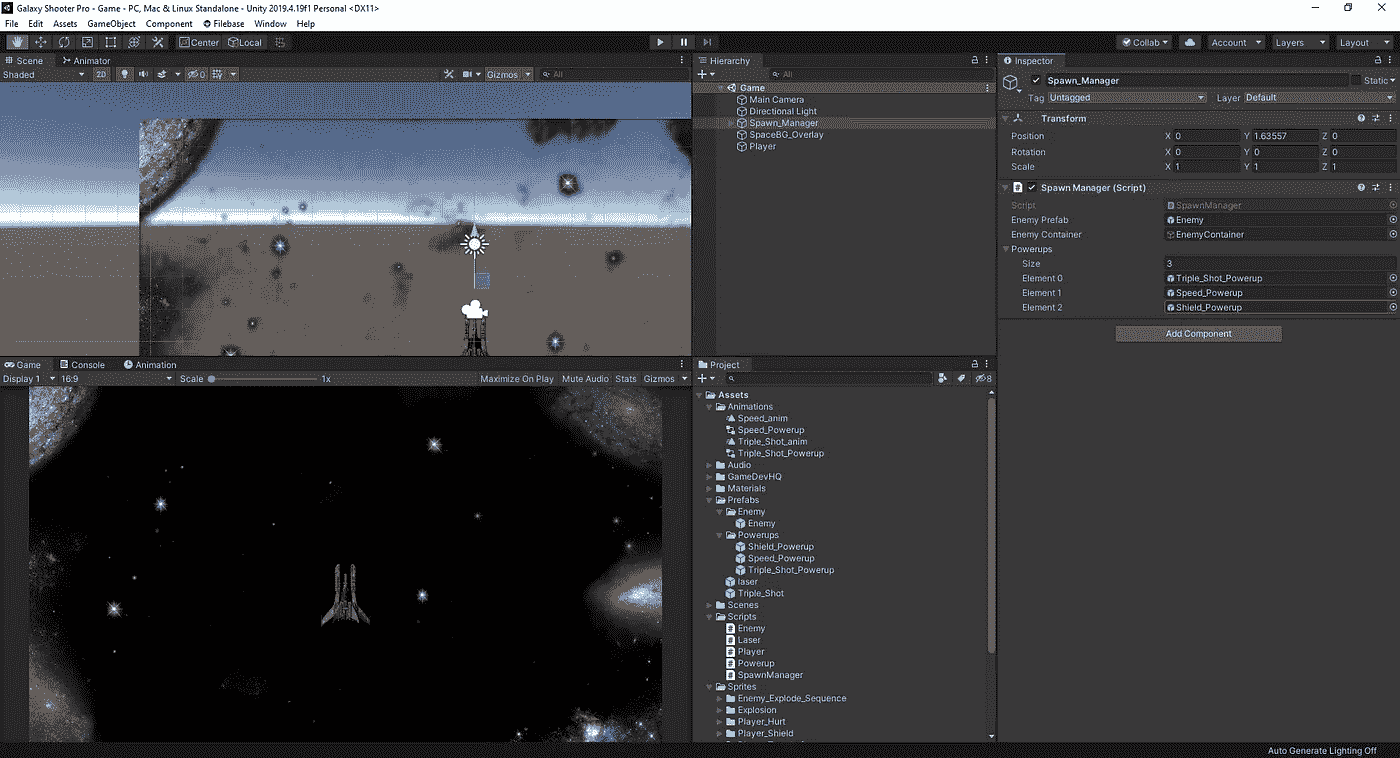 Galaxy Shooter Pro - Game - PC, Mac & Linux Standalone - Unity 2019.4.19f1 Personal <DX11>
File Edit Assets GameObject Component Filebase Window Help
Center Local Collab Account Layers Layout
Scene Animator
Shaded 2D 0 Gizmos All
Hierarchy
All
Game
Main Camera
Directional Light
Spawn_Manager
SpaceBG_Overlay
Player
Inspector
Spawn_Manager Static
Tag Untagged Layer Default
Transform
Position X 0 Y 1.63557 Z 0
Rotation X 0 Y 0 Z 0
Scale X 1 Y 1 Z 1
# Spawn Manager (Script)
Script SpawnManager
Enemy Prefab Enemy
Enemy Container EnemyContainer
Powerups
Size 3
Element 0 Triple_Shot_Powerup
Element 1 Speed_Powerup
Element 2 Shield_Powerup
Add Component
Game Console Animation
Display 1 16:9 Scale 1x Maximize On Play Mute Audio Stats Gizmos
Project
8
Assets
Animations
Speed_anim
Speed_Powerup
Triple_Shot_anim
Triple_Shot_Powerup
Audio
GameDevHQ
Materials
Prefabs
Enemy
Enemy
Powerups
Shield_Powerup
Speed_Powerup
Triple_Shot_Powerup
laser
Triple_Shot
Scenes
Scripts
# Enemy
# Laser
# Player
# Powerup
# SpawnManager
Sprites
Enemy_Explode_Sequence
Explosion
Player_Hurt
Player_Shield
Auto Generate Lighting Off